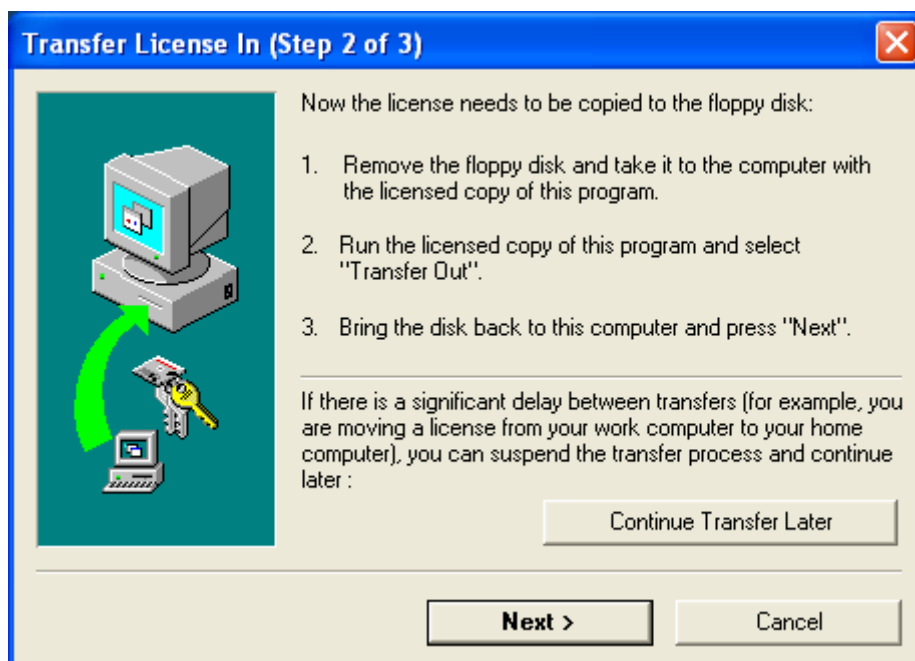 Transfer License In (Step 2 of 3)
Now the license needs to be copied to the floppy disk:
1. Remove the floppy disk and take it to the computer with
the licensed copy of this program.
2. Run the licensed copy of this program and select
"Transfer Out".
3. Bring the disk back to this computer and press "Next".
If there is a significant delay between transfers (for example, you
are moving a license from your work computer to your home
computer), you can suspend the transfer process and continue
later :
Continue Transfer Later
Next >
Cancel